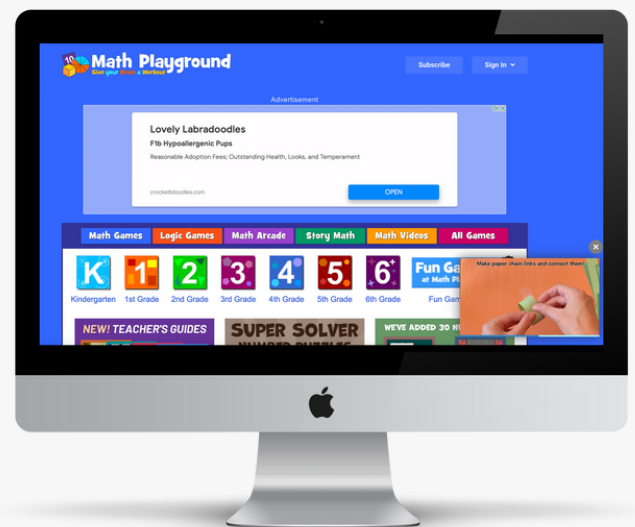 10
Math Playground
Give your Brain a Workout
Subscribe
Sign In
Advertisement
Lovely Labradoodles
F1b Hypoallergenic Pups
Reasonable Adoption Fees; Outstanding Health, Looks, and Temperament
crockettdoodles.com
OPEN
Math Games
Logic Games
Math Arcade
Story Math
Math Videos
All Games
K
1
2
3
4
5
6
Fun Ga
at Math Pl
Kindergarten
1st Grade
2nd Grade
3rd Grade
4th Grade
5th Grade
6th Grade
Fun Gam
Make paper chain links and connect them!
NEW! TEACHER'S GUIDES
SUPER SOLVER
NUMBER PUZZLES
WE'VE ADDED 30 N